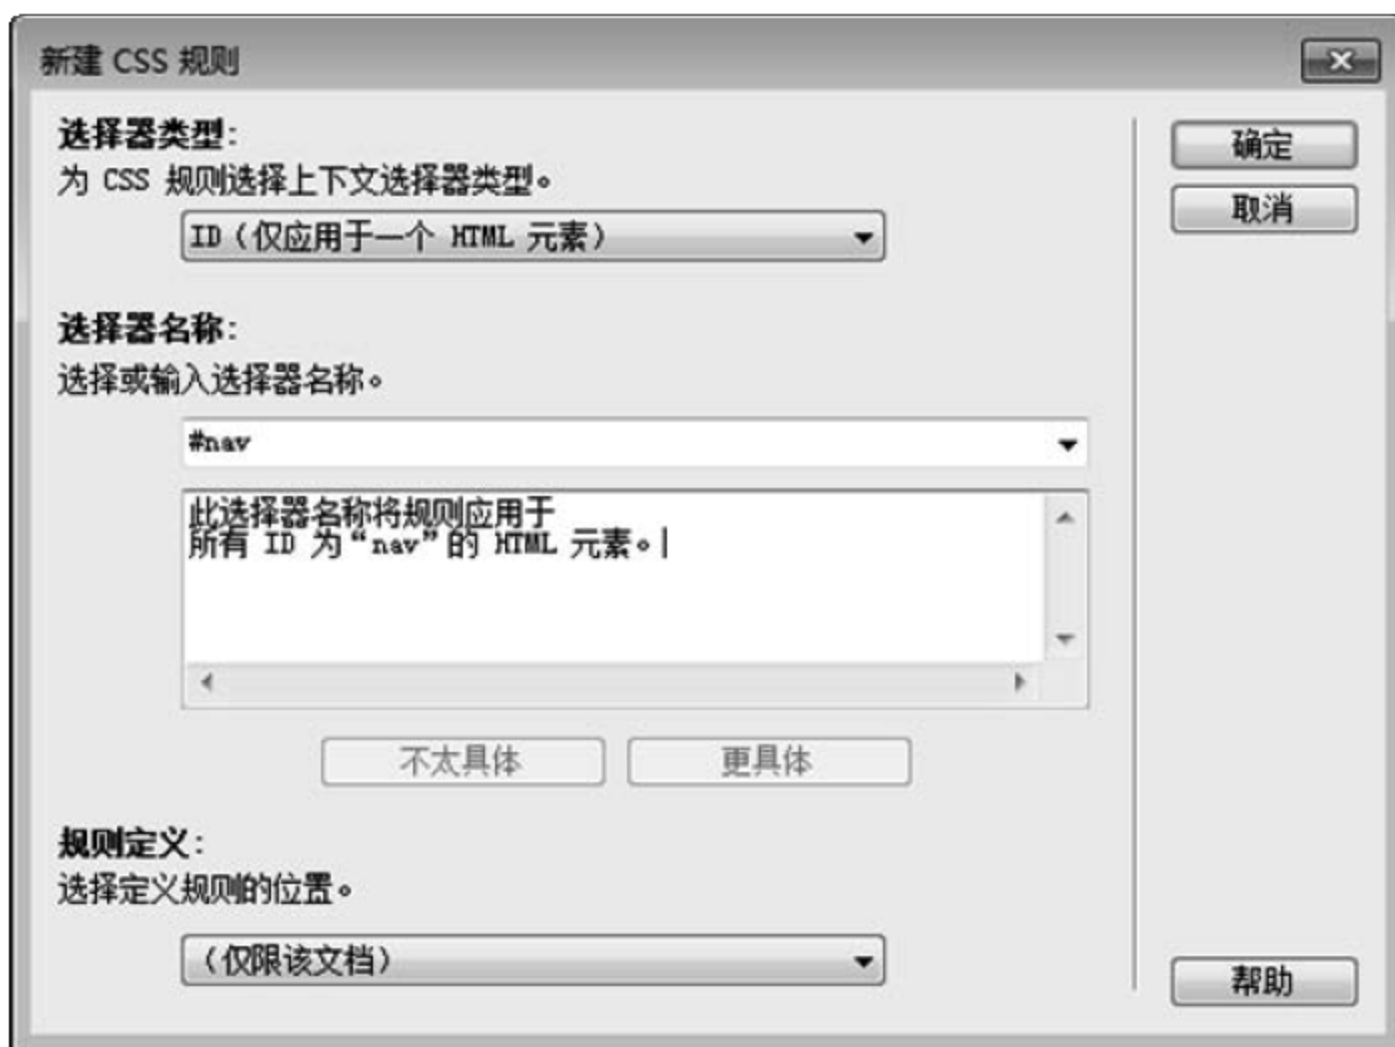 新建 CSS 规则
选择器类型:
为 CSS 规则选择上下文选择器类型。
ID（仅应用于一个 HTML 元素）
选择器名称:
选择或输入选择器名称。
#nav
此选择器名称将规则应用于
所有 ID 为“nav”的 HTML 元素。
不太具体
更具体
规则定义:
选择定义规则的位置。
（仅限该文档）
确定
取消
帮助